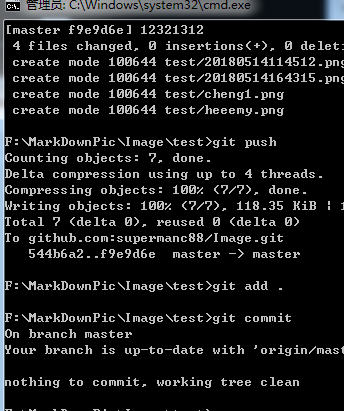 管理员: C:\Windows\system32\cmd.exe
[master f9e9d6e] 12321312
4 files changed, 0 insertions(+), 0 delet
create mode 100644 test/20180514114512.png
create mode 100644 test/20180514164315.png
create mode 100644 test/cheng1.png
create mode 100644 test/heeemy.png
F:\MarkDownPic\Image\test>git push
Counting objects: 7, done.
Delta compression using up to 4 threads.
Compressing objects: 100% (7/7), done.
Writing objects: 100% (7/7), 118.35 KiB |
Total 7 (delta 0), reused 0 (delta 0)
To github.com:supermanc88/Image.git
544b6a2..f9e9d6e master -> master
F:\MarkDownPic\Image\test>git add .
F:\MarkDownPic\Image\test>git commit
On branch master
Your branch is up-to-date with 'origin/mas
nothing to commit, working tree clean